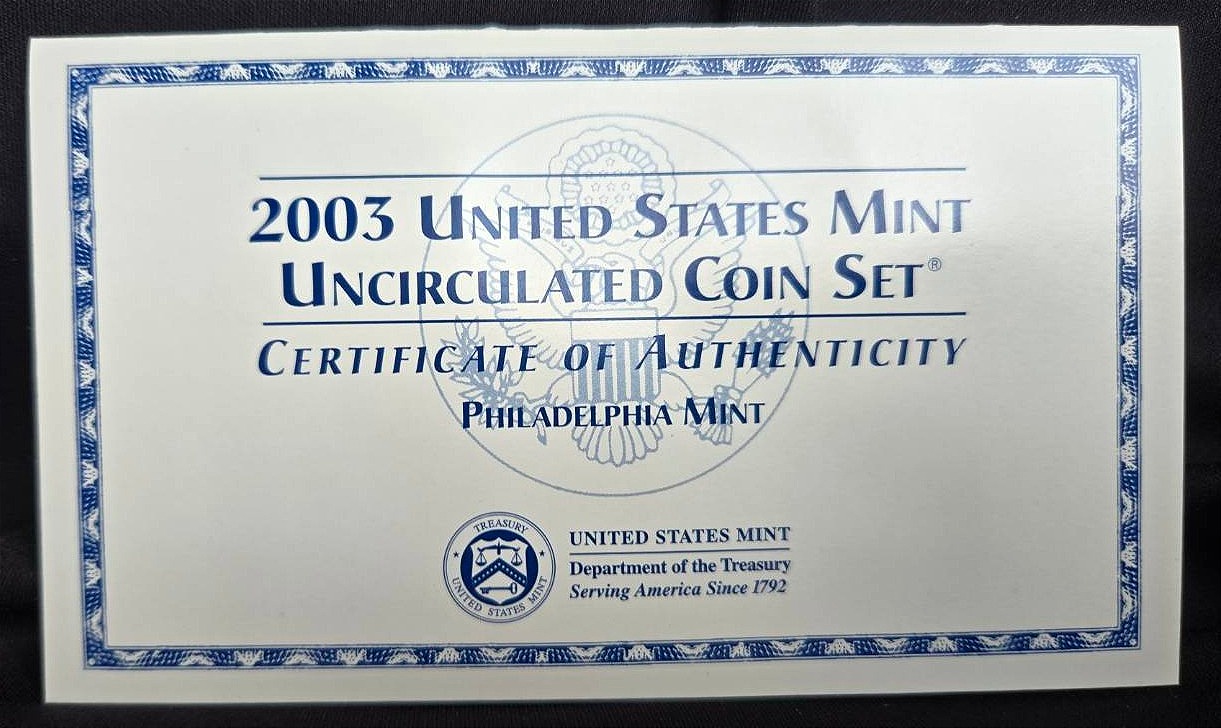 2003 UNITED STATES MINT
UNCIRCULATED COIN SET®
CERTIFICATE OF AUTHENTICITY
PHILADELPHIA MINT
TREASURY
UNITED STATES MINT
UNITED STATES MINT
Department of the Treasury
Serving America Since 1792